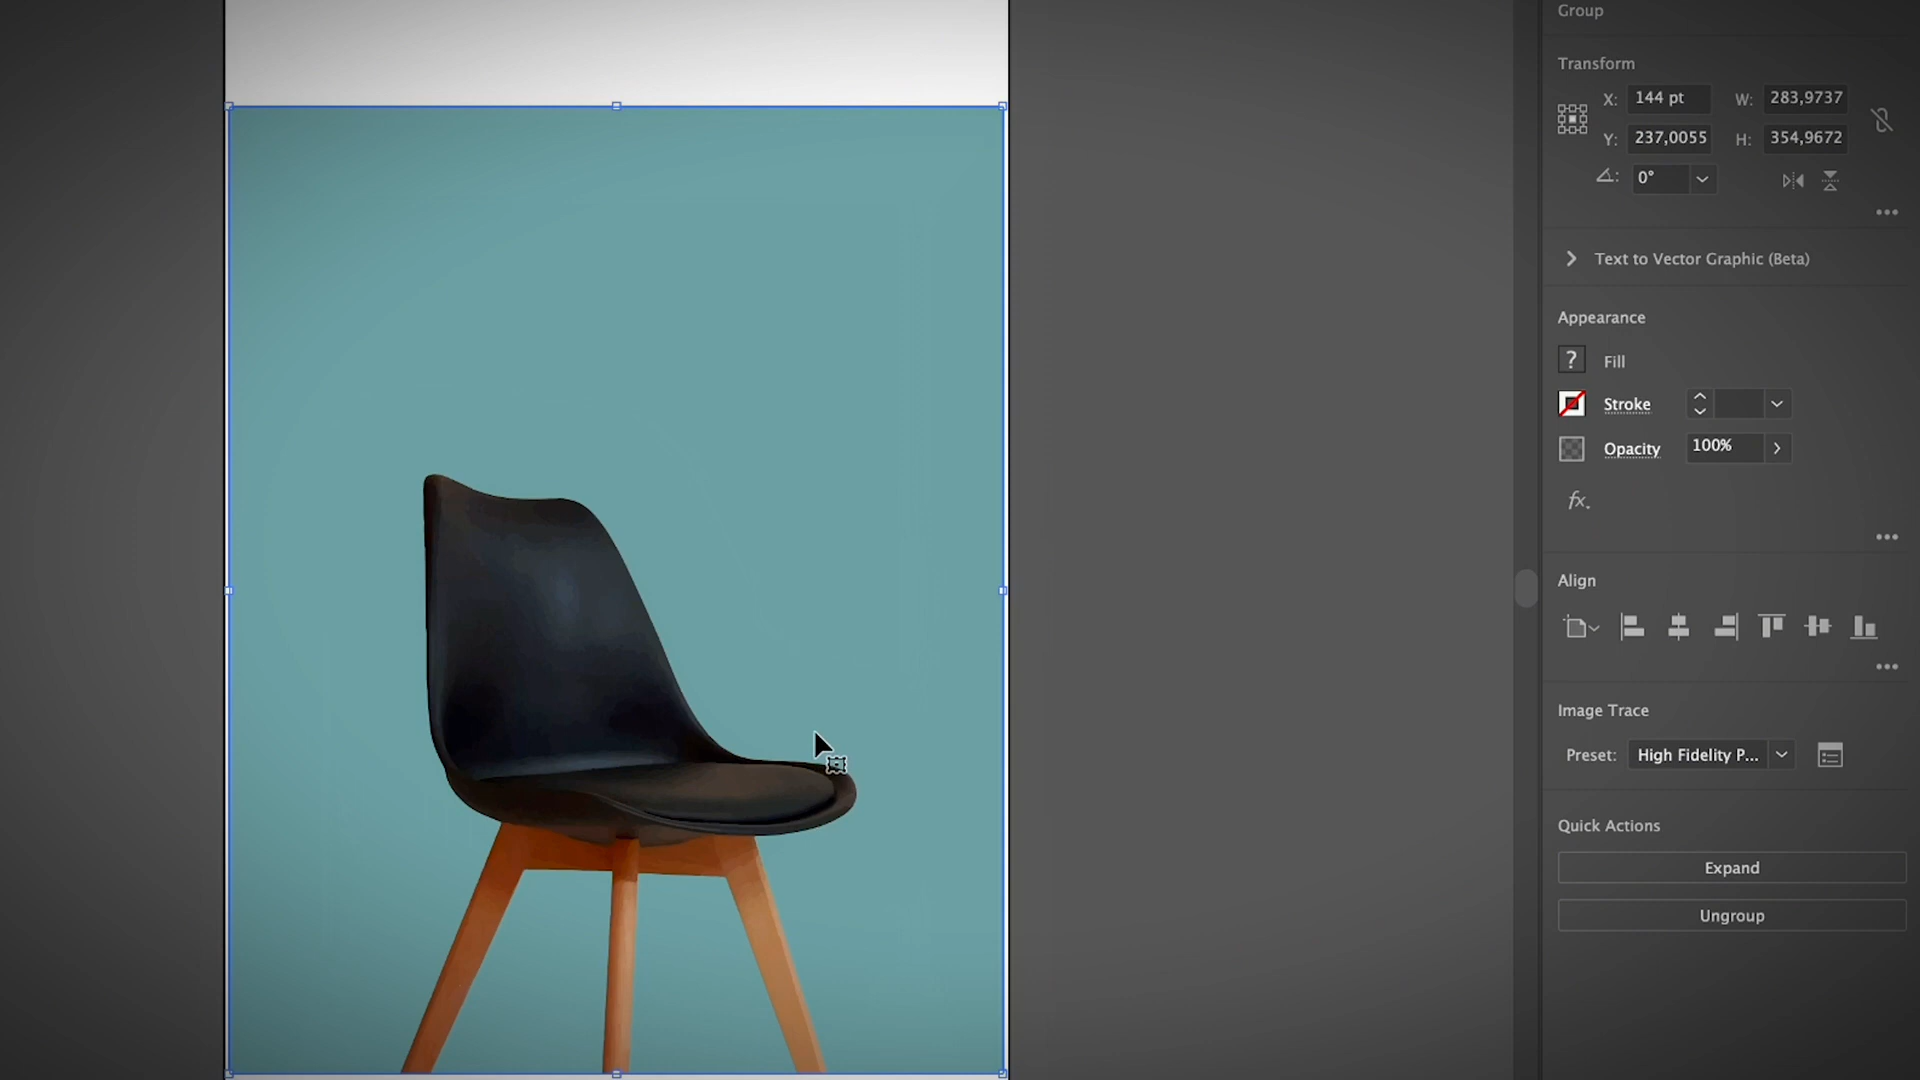 Group
Transform
X: 144 pt W: 283,9737
Y: 237,0055 H: 354,9672
0°
Text to Vector Graphic (Beta)
Appearance
? Fill
Stroke
Opacity 100%
fx.
Align
Image Trace
Preset: High Fidelity P...
Quick Actions
Expand
Ungroup